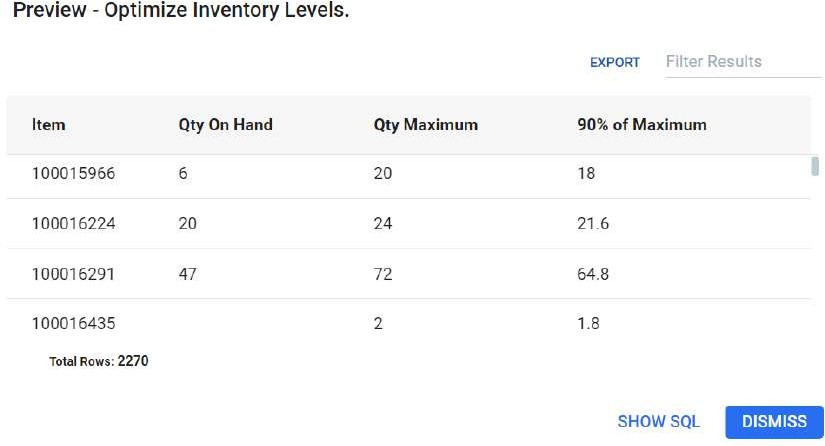 Preview - Optimize Inventory Levels.
EXPORT Filter Results
Item Qty On Hand Qty Maximum 90% of Maximum
100015966 6 20 18
100016224 20 24 21.6
100016291 47 72 64.8
100016435 2 1.8
Total Rows: 2270
SHOW SQL DISMISS